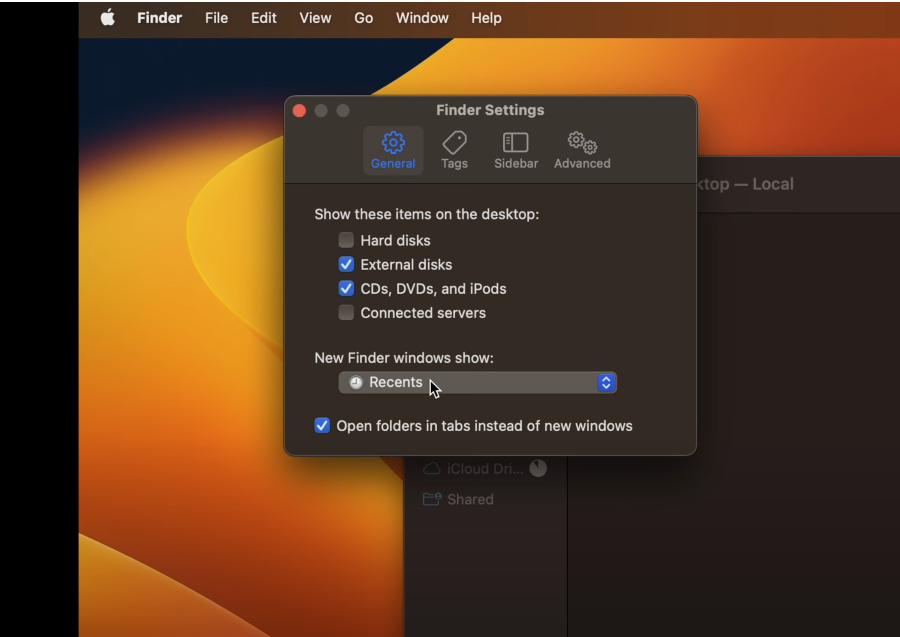 Finder File Edit View Go Window Help
Finder Settings
General Tags Sidebar Advanced
ktop — Local
Show these items on the desktop:
Hard disks
External disks
CDs, DVDs, and iPods
Connected servers
New Finder windows show:
Recents
Open folders in tabs instead of new windows
iCloud Dri...
Shared